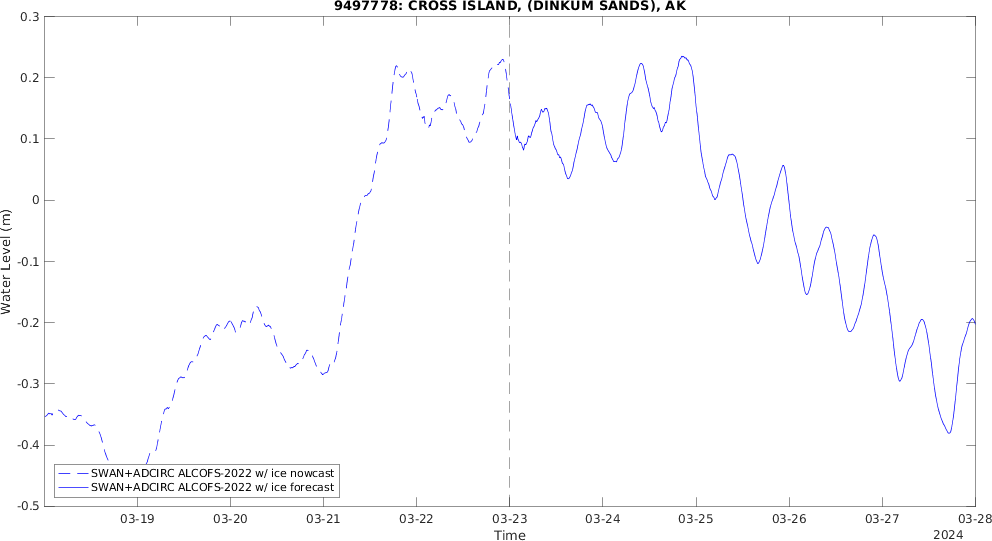 9497778: CROSS ISLAND, (DINKUM SANDS), AK
0.3
0.2
0.1
0
-0.1
-0.2
-0.3
-0.4
-0.5
Water Level (m)
SWAN+ADCIRC ALCOFS-2022 w/ ice nowcast
SWAN+ADCIRC ALCOFS-2022 w/ ice forecast
03-19 03-20 03-21 03-22 03-23 03-24 03-25 03-26 03-27 03-28
Time
2024